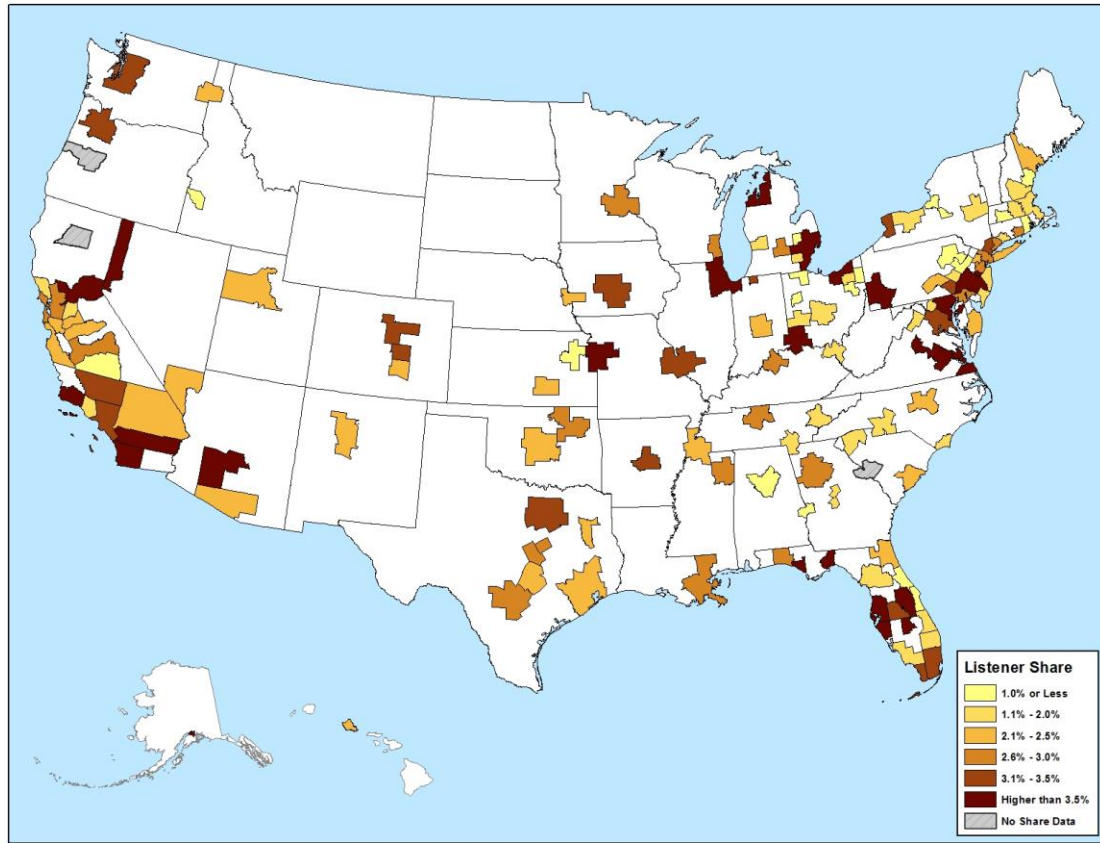 Listener Share
1.0% or Less
1.1% - 2.0%
2.1% - 2.5%
2.6% - 3.0%
3.1% - 3.5%
Higher than 3.5%
No Share Data